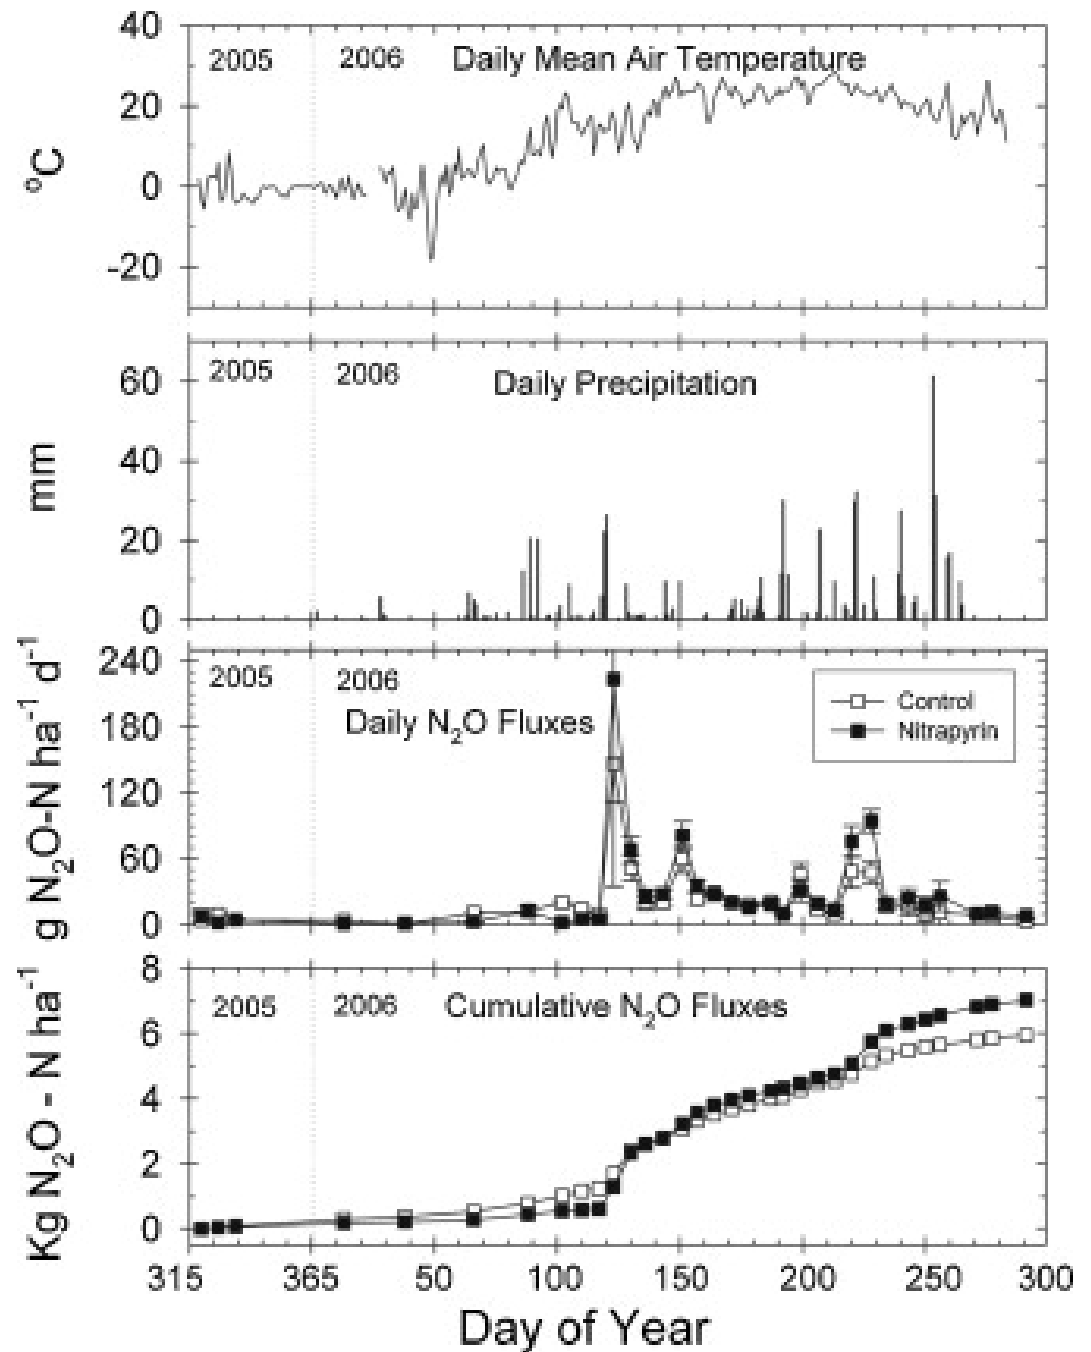 40
2005 2006 Daily Mean Air Temperature
20
°C
0
-20
2005 2006 Daily Precipitation
60
40
mm
20
0
240
2005 2006
Daily N₂O Fluxes
Control
Nitrapyrin
180
120
60
0
g N₂O-N ha⁻¹ d⁻¹
8
2005 2006 Cumulative N₂O Fluxes
6
4
2
0
Kg N₂O - N ha⁻¹
315 365 50 100 150 200 250 300
Day of Year